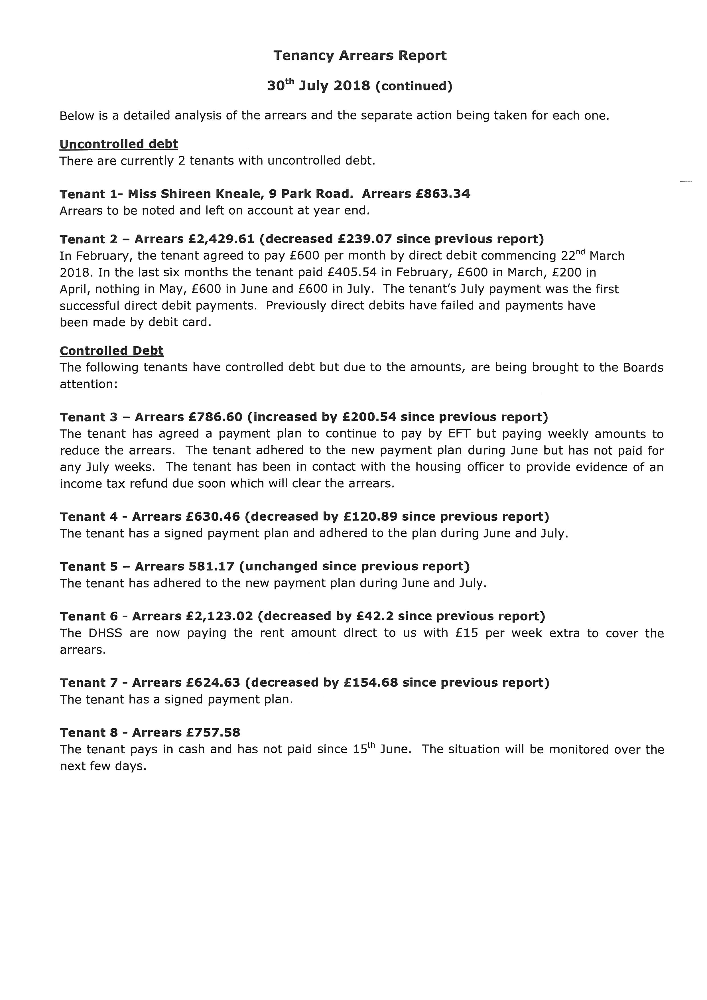 Tenancy Arrears Report
30th July 2018 (continued)
Below is a detailed analysis of the arrears and the separate action being taken for each one.
Uncontrolled debt
There are currently 2 tenants with uncontrolled debt.
Tenant 1- Miss Shireen Kneale, 9 Park Road.  Arrears £863.34
Arrears to be noted and left on account at year end.
Tenant 2 – Arrears £2,429.61 (decreased £239.07 since previous report)
In February, the tenant agreed to pay £600 per month by direct debit commencing 22nd March
2018. In the last six months the tenant paid £405.54 in February, £600 in March, £200 in
April, nothing in May, £600 in June and £600 in July.  The tenant's July payment was the first
successful direct debit payments.  Previously direct debits have failed and payments have
been made by debit card.
Controlled Debt
The following tenants have controlled debt but due to the amounts, are being brought to the Boards
attention:
Tenant 3 – Arrears £786.60 (increased by £200.54 since previous report)
The tenant has agreed a payment plan to continue to pay by EFT but paying weekly amounts to
reduce the arrears.  The tenant adhered to the new payment plan during June but has not paid for
any July weeks.  The tenant has been in contact with the housing officer to provide evidence of an
income tax refund due soon which will clear the arrears.
Tenant 4 - Arrears £630.46 (decreased by £120.89 since previous report)
The tenant has a signed payment plan and adhered to the plan during June and July.
Tenant 5 – Arrears 581.17 (unchanged since previous report)
The tenant has adhered to the new payment plan during June and July.
Tenant 6 - Arrears £2,123.02 (decreased by £42.2 since previous report)
The DHSS are now paying the rent amount direct to us with £15 per week extra to cover the
arrears.
Tenant 7 - Arrears £624.63 (decreased by £154.68 since previous report)
The tenant has a signed payment plan.
Tenant 8 - Arrears £757.58
The tenant pays in cash and has not paid since 15th June.  The situation will be monitored over the
next few days.